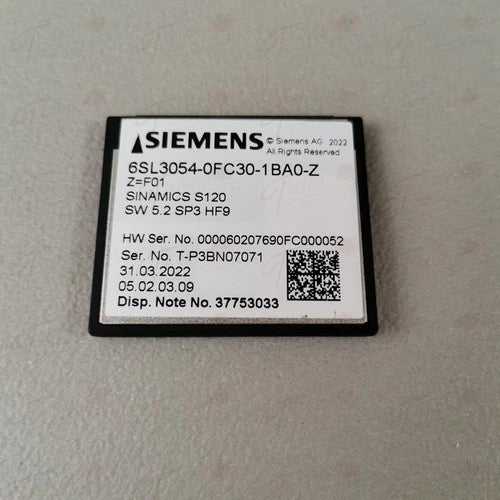 SIEMENS © Siemens AG 2022
All Rights Reserved
6SL3054-0FC30-1BA0-Z
Z=F01
SINAMICS S120
SW 5.2 SP3 HF9
HW Ser. No. 000060207690FC000052
Ser. No. T-P3BN07071
31.03.2022
05.02.03.09
Disp. Note No. 37753033